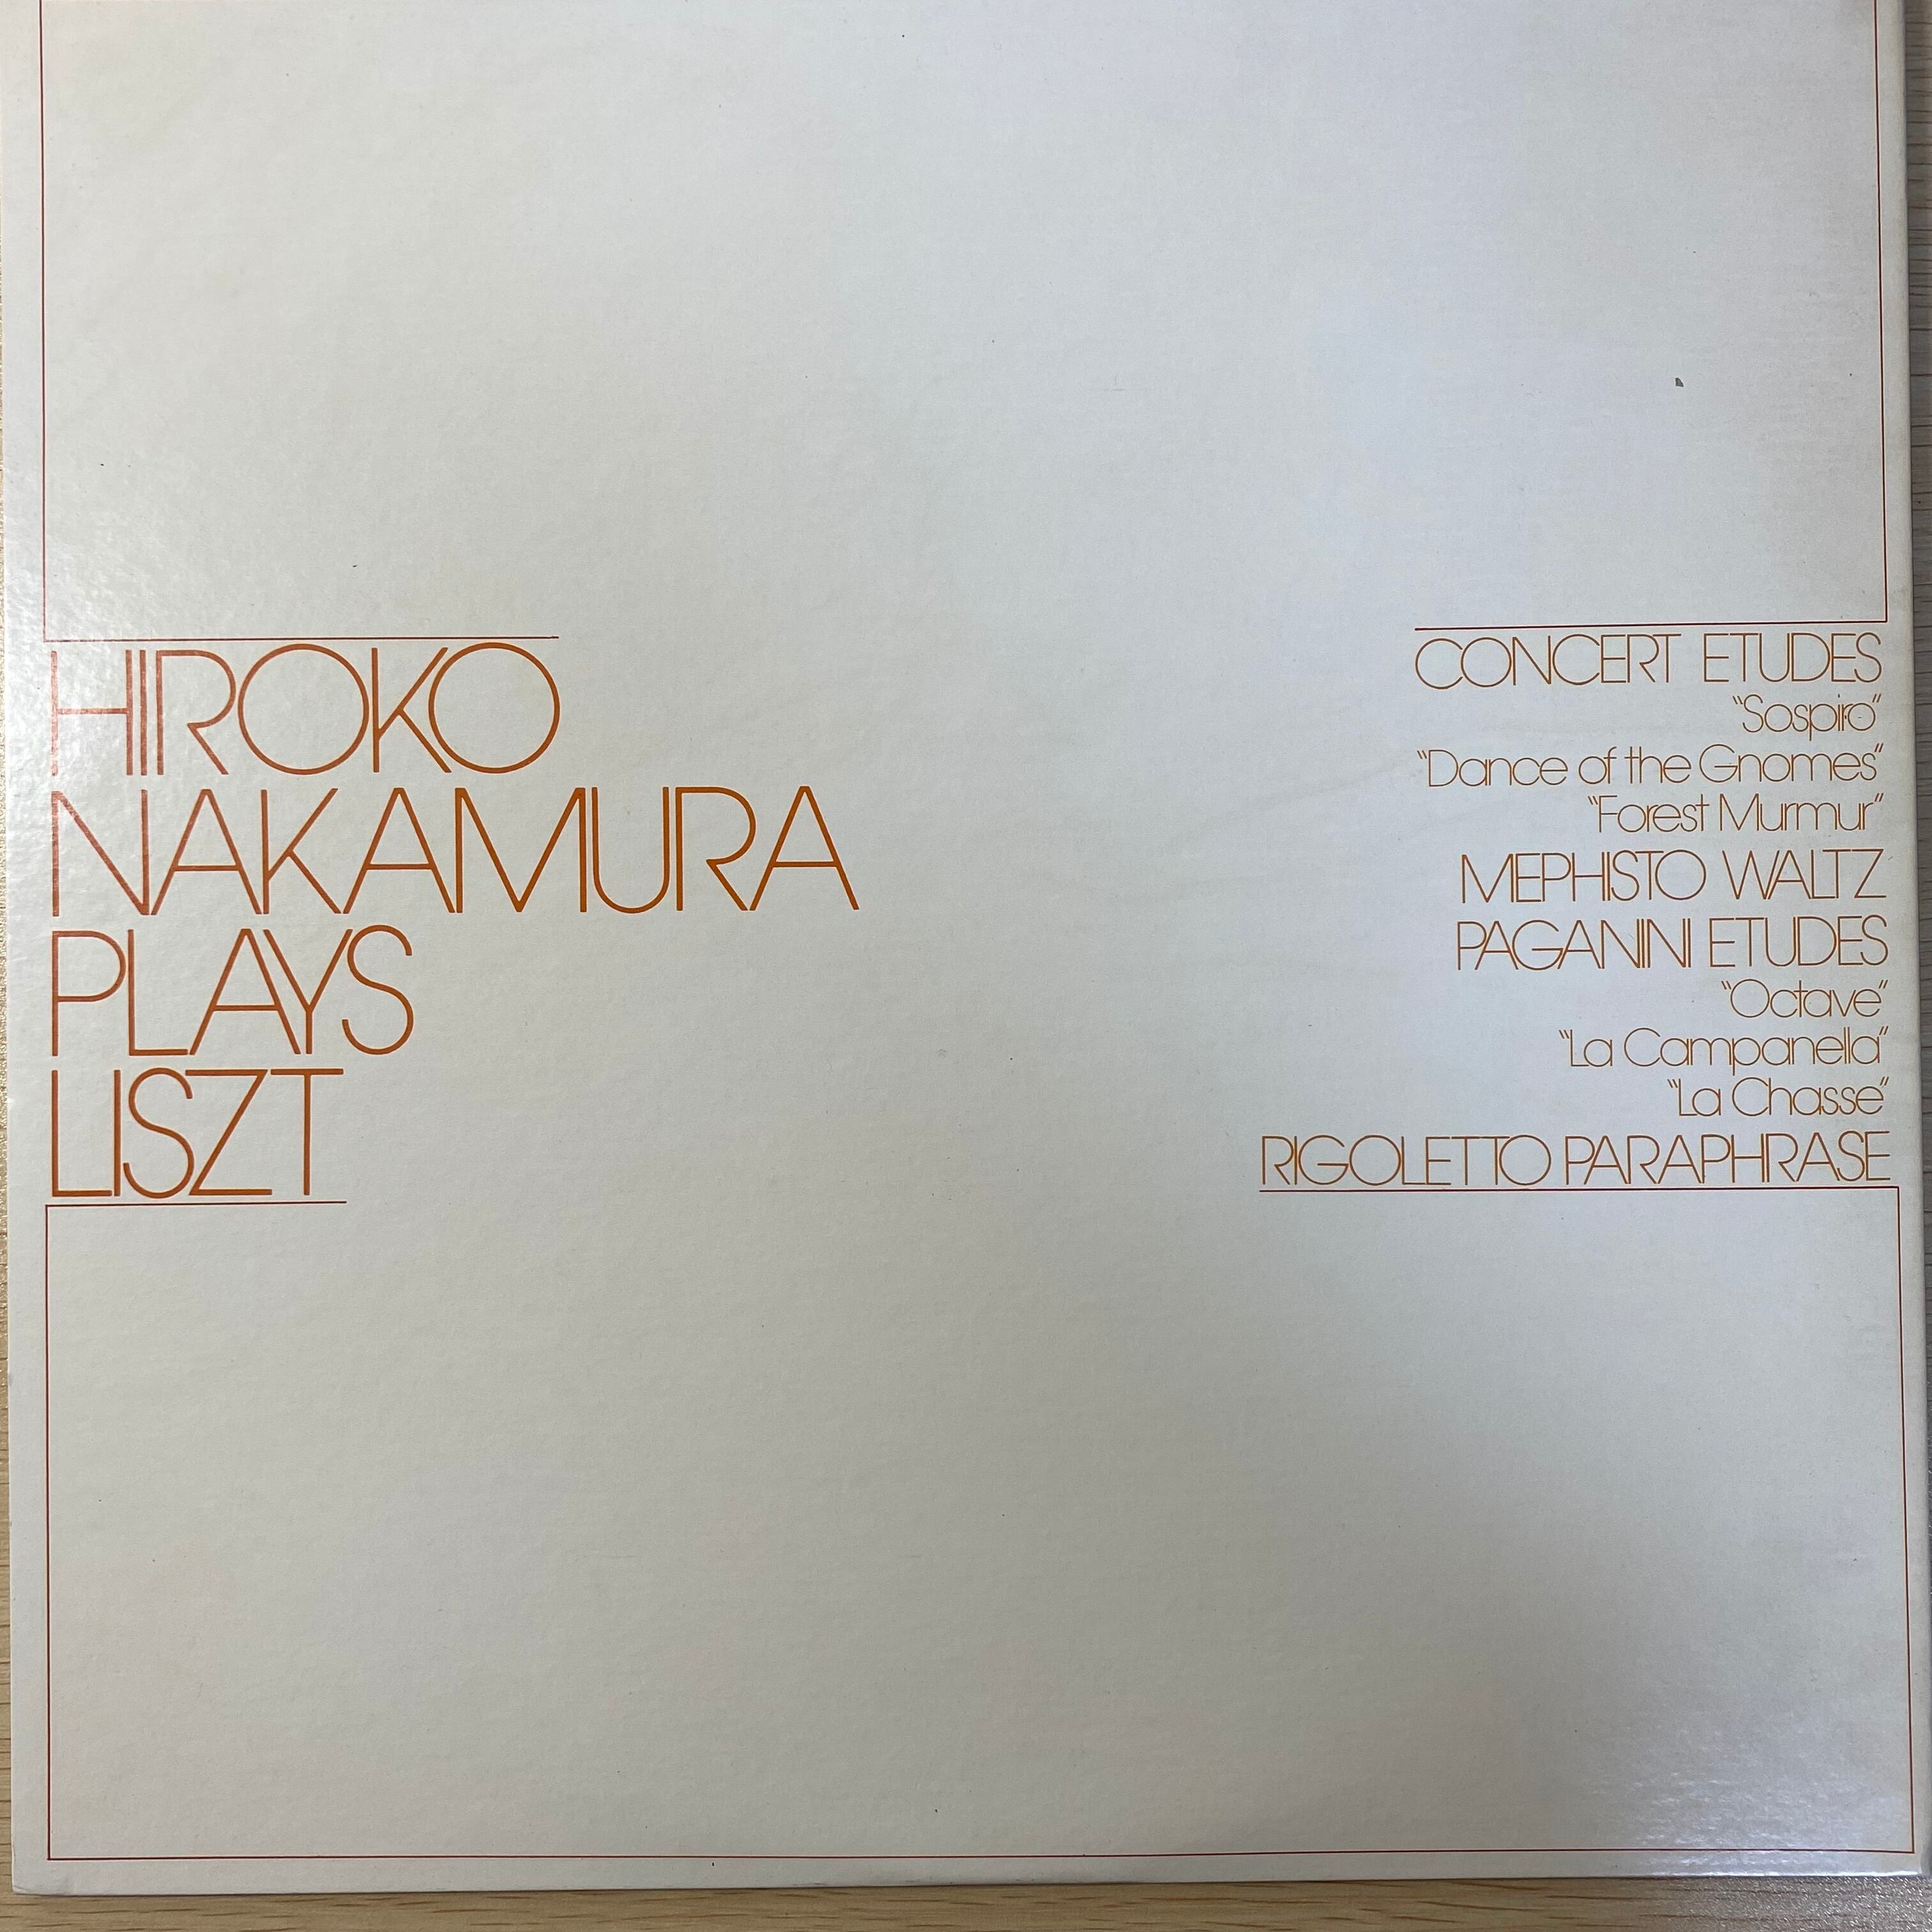 HIROKO
NAKAMURA
PLAYS
LISZT
CONCERT ETUDES
"Sospiro"
"Dance of the Gnomes"
"Forest Murmur"
MEPHISTO WALTZ
PAGANINI ETUDES
"Octave"
"La Campanella"
"La Chasse"
RIGOLETTO PARAPHRASE